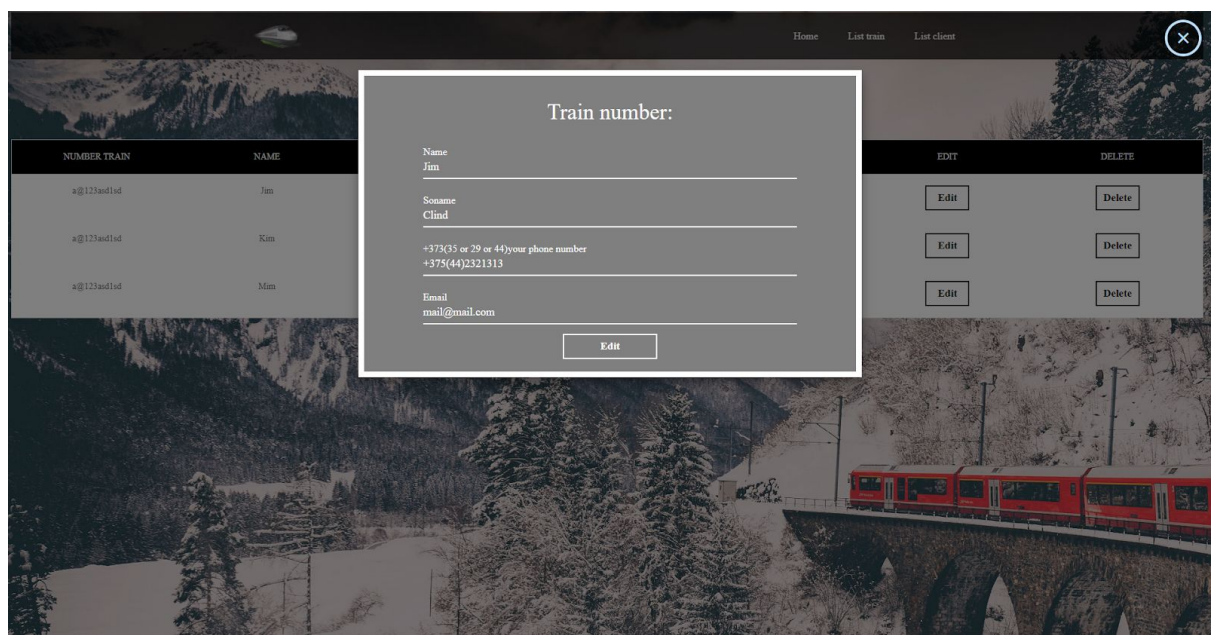 Home List train List client
Train number:
NUMBER TRAIN NAME EDIT DELETE
Name
Jim
a@123asd1sd Jim Edit Delete
Soname
Clind
a@123asd1sd Kim Edit Delete
+373(35 or 29 or 44)your phone number
+375(44)2321313
a@123asd1sd Mim Edit Delete
Email
mail@mail.com
Edit